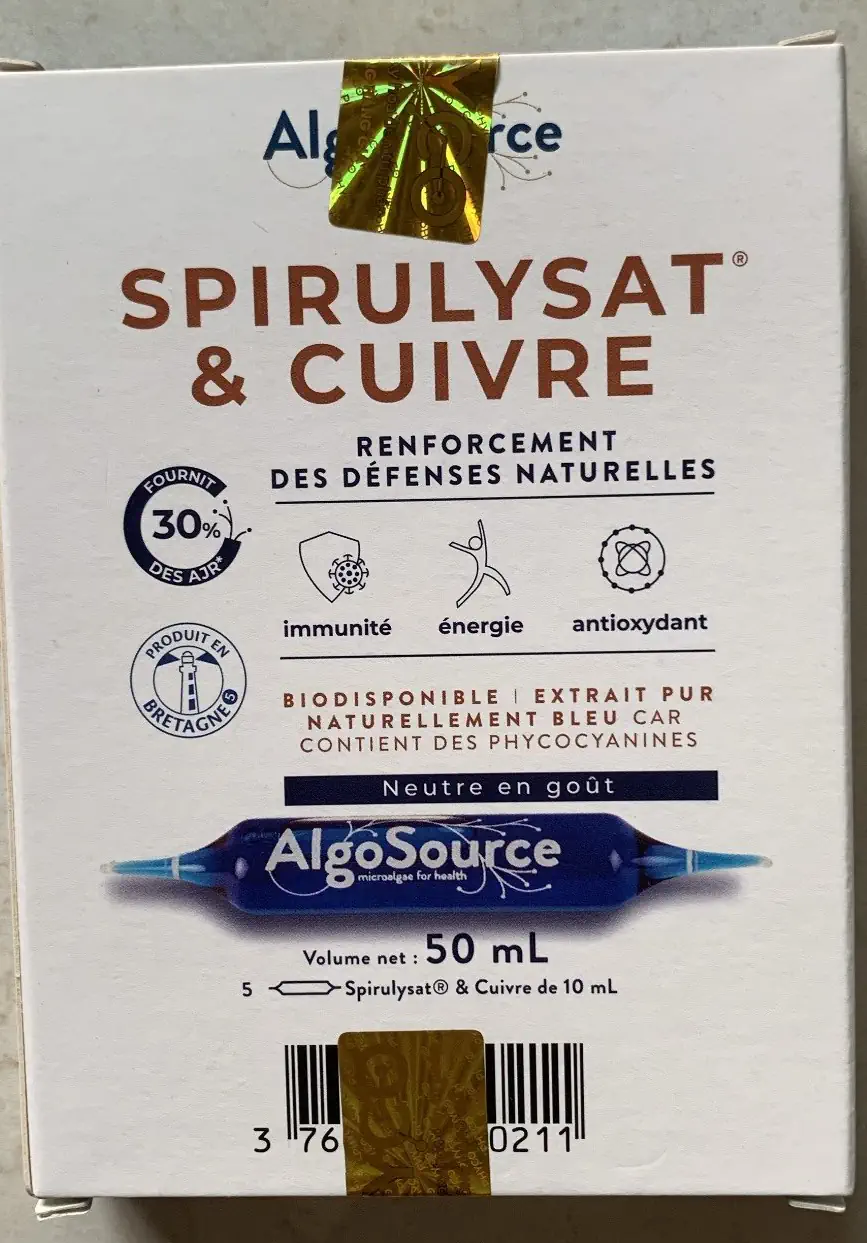 SPIRULYSAT®
& CUIVRE
RENFORCEMENT
DES DÉFENSES NATURELLES
FOURNIT
30%
DES AJR*
immunité
énergie
antioxydant
PRODUIT EN
BRETAGNE
BIODISPONIBLE | EXTRAIT PUR
NATURELLEMENT BLEU CAR
CONTIENT DES PHYCOCYANINES
Neutre en goût
AlgoSource
microalgae for health
Volume net : 50 mL
5 Spirulysat® & Cuivre de 10 mL
3 76 0211